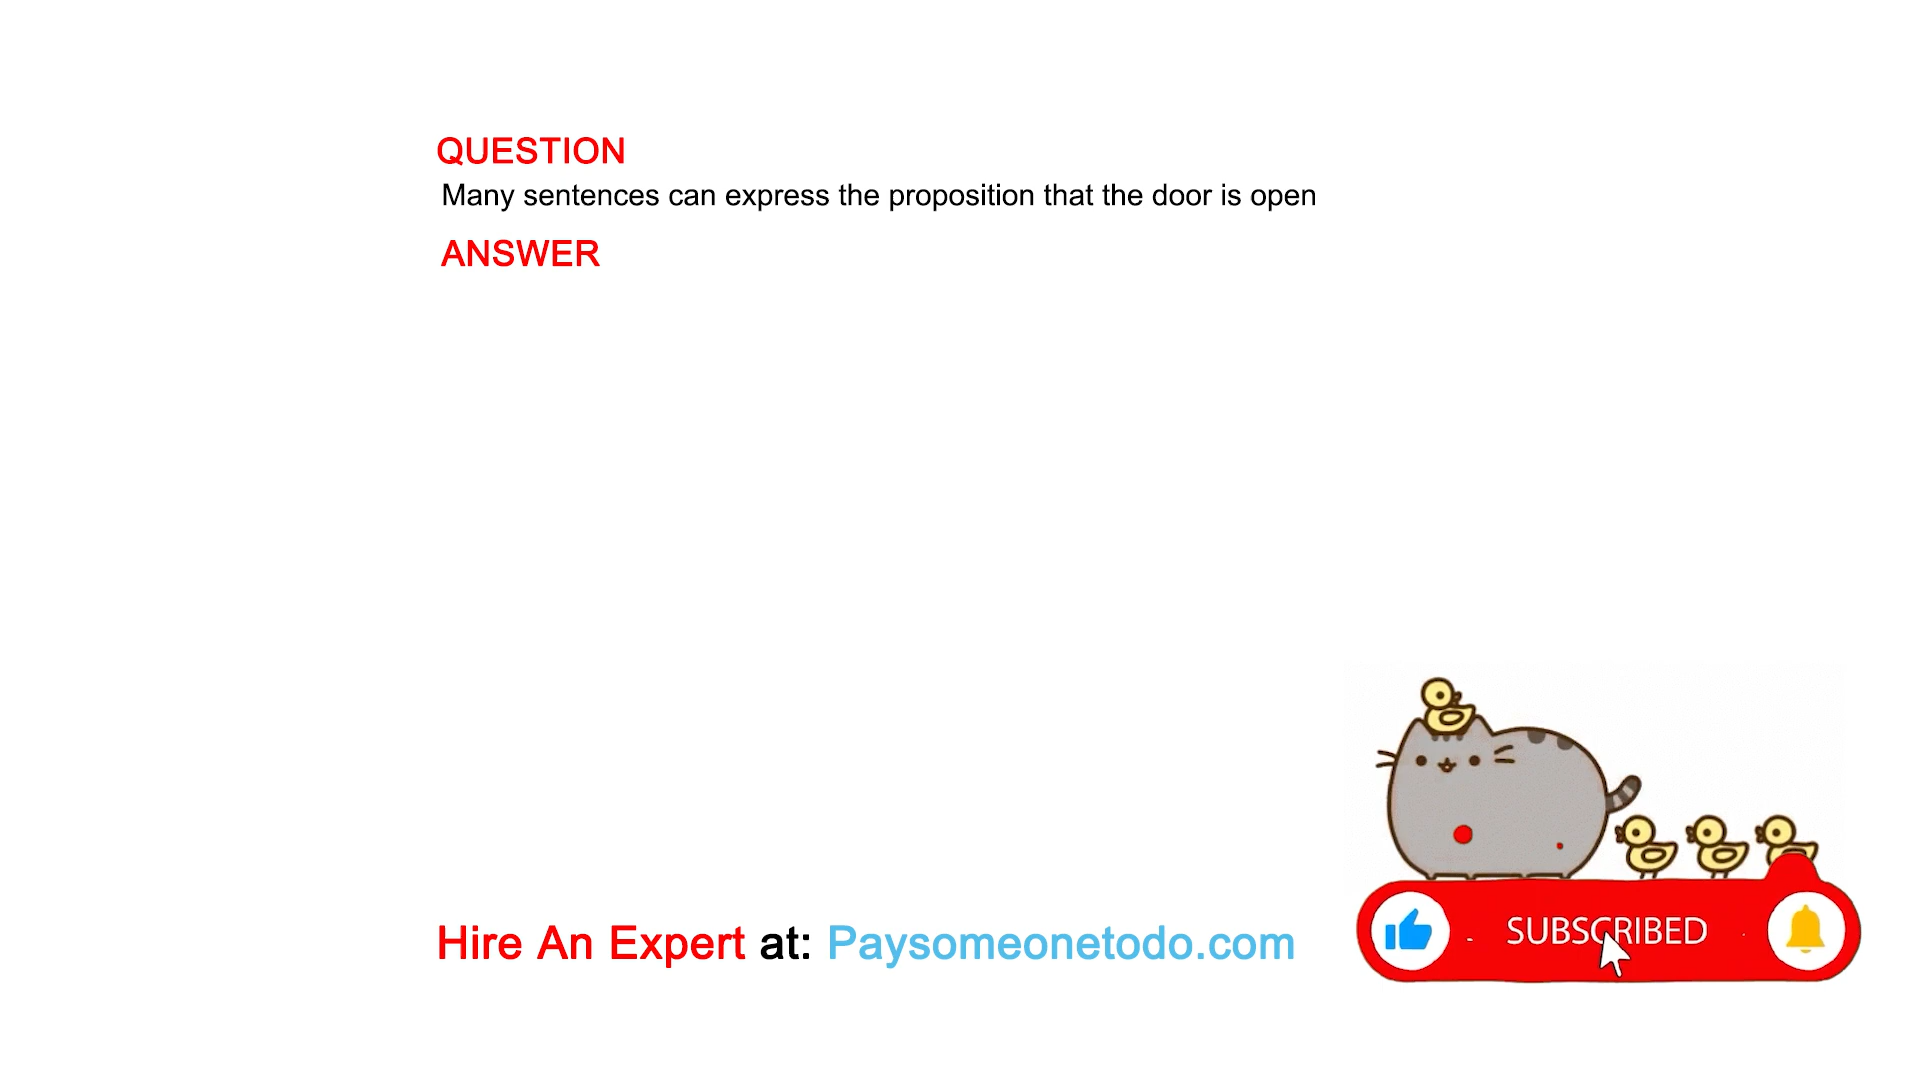 QUESTION
Many sentences can express the proposition that the door is open
ANSWER
Hire An Expert at: Paysomeonetodo.com
SUBSCRIBED